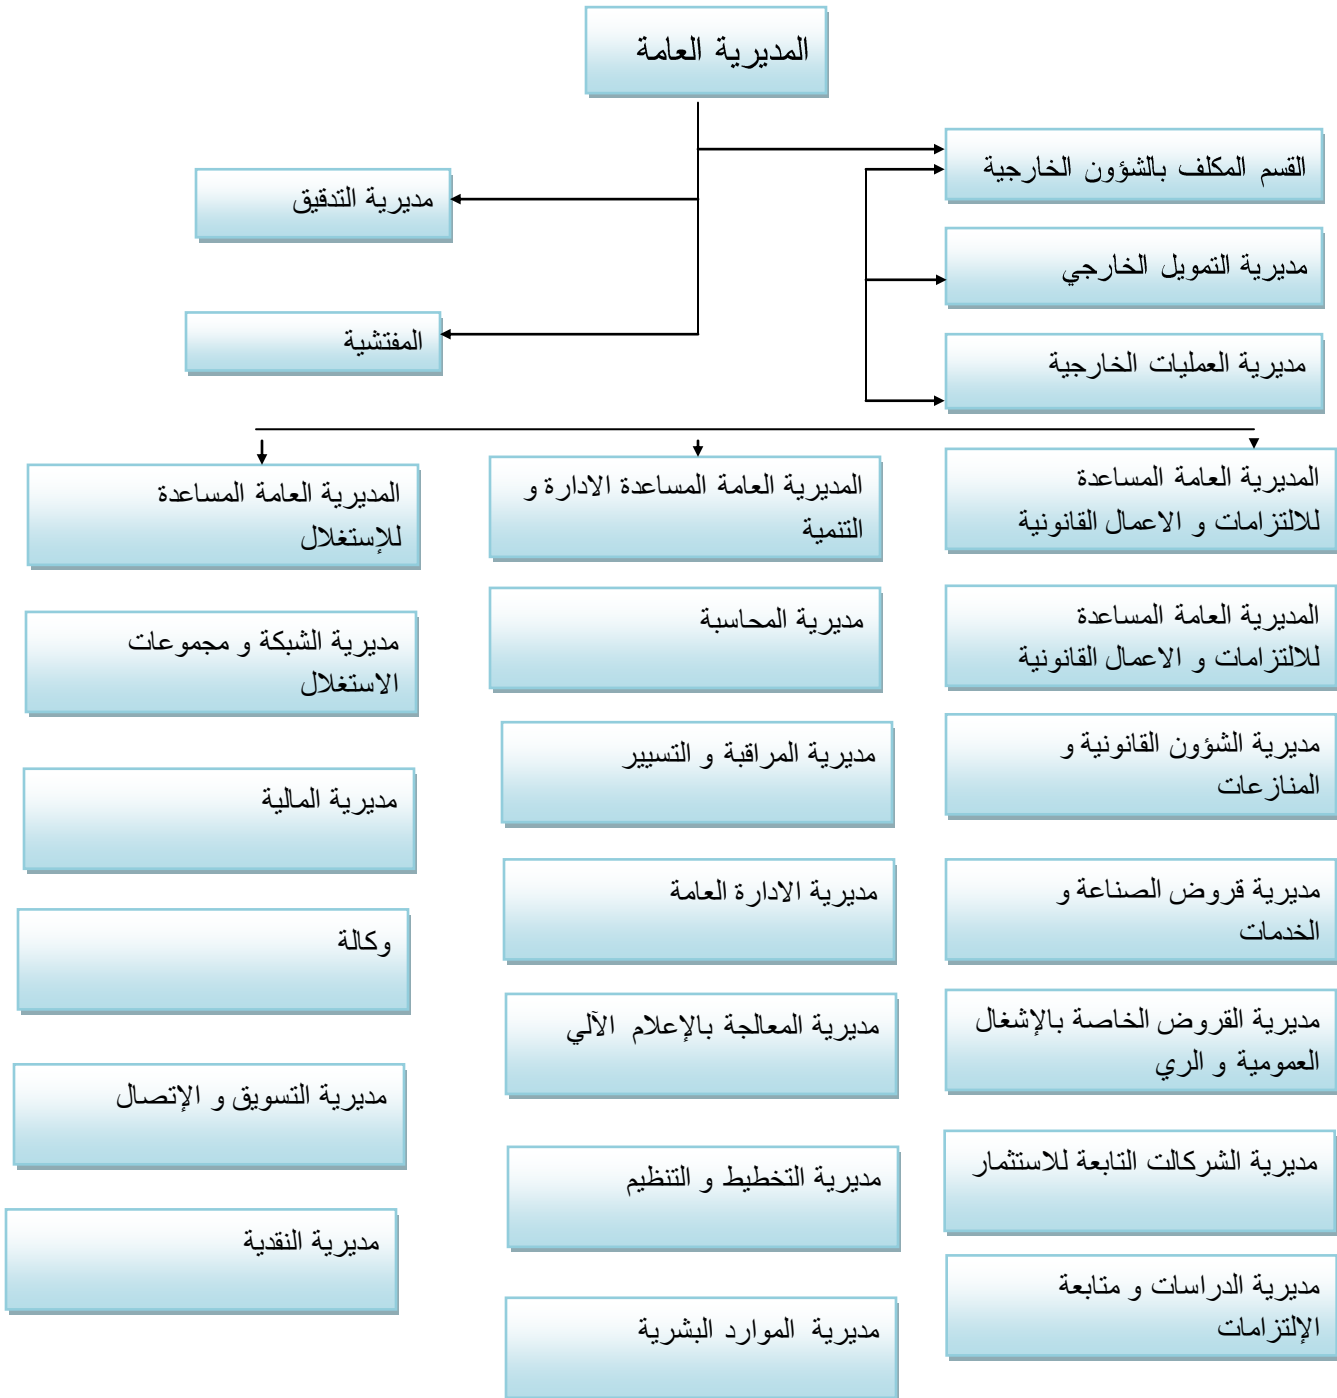 المديرية العامة
القسم المكلف بالشؤون الخارجية
مديرية التدقيق
مديرية التمويل الخارجي
المفتشية
مديرية العمليات الخارجية
المديرية العامة المساعدة
للالتزامات و الاعمال القانونية
المديرية العامة المساعدة الادارة و
التنمية
المديرية العامة المساعدة
للإستغلال
المديرية العامة المساعدة
للالتزامات و الاعمال القانونية
مديرية المحاسبة
مديرية الشبكة و مجموعات
الاستغلال
مديرية الشؤون القانونية و
المنازعات
مديرية المراقبة و التسيير
مديرية المالية
مديرية قروض الصناعة و
الخدمات
مديرية الادارة العامة
وكالة
مديرية القروض الخاصة بالإشغال
العمومية و الري
مديرية المعالجة بالإعلام الآلي
مديرية التسويق و الإتصال
مديرية الشركالت التابعة للاستثمار
مديرية التخطيط و التنظيم
مديرية النقدية
مديرية الدراسات و متابعة
الإلتزامات
مديرية الموارد البشرية